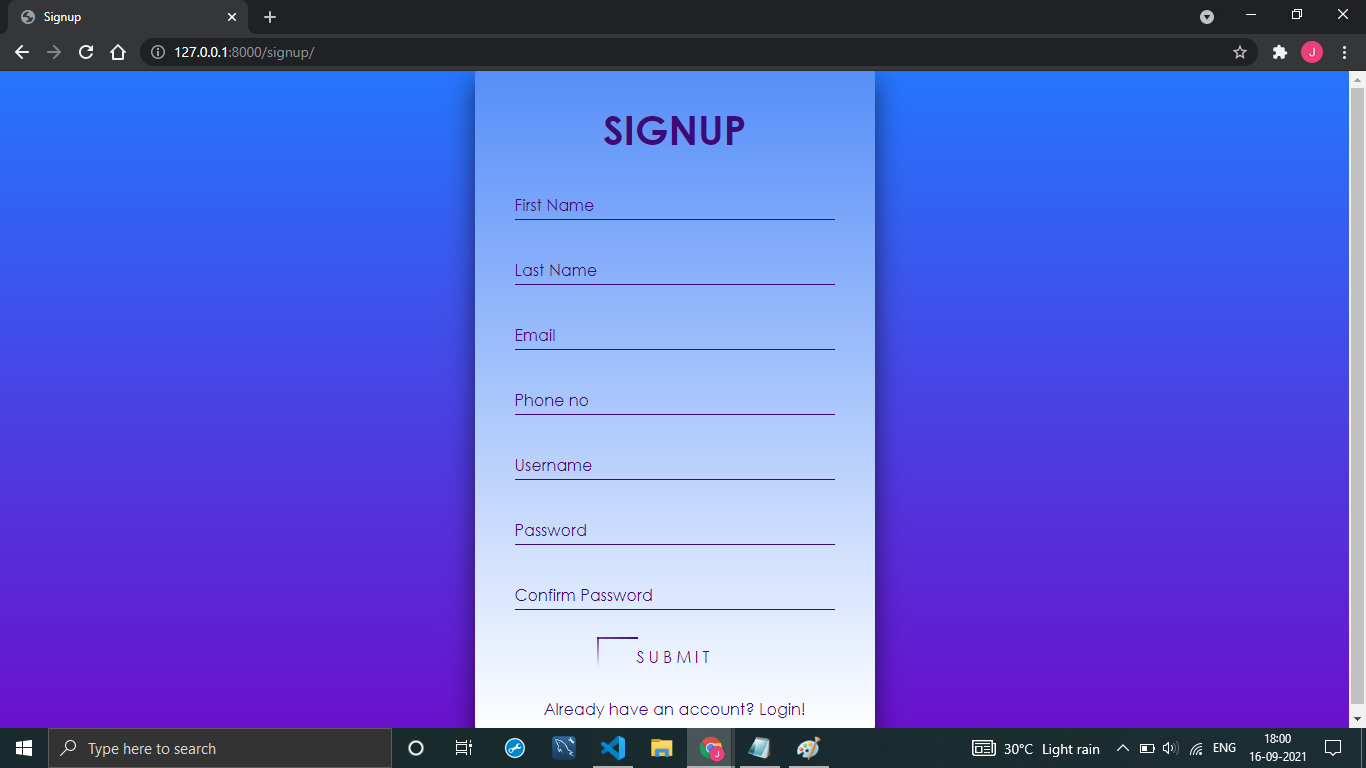 Signup
127.0.0.1:8000/signup/
J
SIGNUP
First Name
Last Name
Email
Phone no
Username
Password
Confirm Password
SUBMIT
Already have an account? Login!
Type here to search
J
30°C Light rain
ENG
18:00
16-09-2021